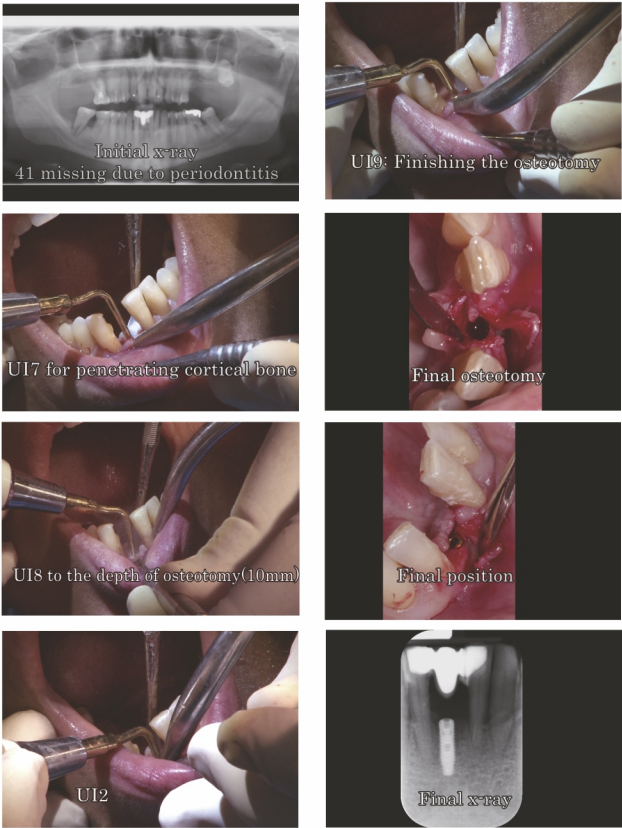 Initial x-ray
41 missing due to periodontitis
UI7 for penetrating cortical bone
UI8 to the depth of osteotomy(10mm)
UI2
UI9: Finishing the osteotomy
Final osteotomy
Final position
Final x-ray